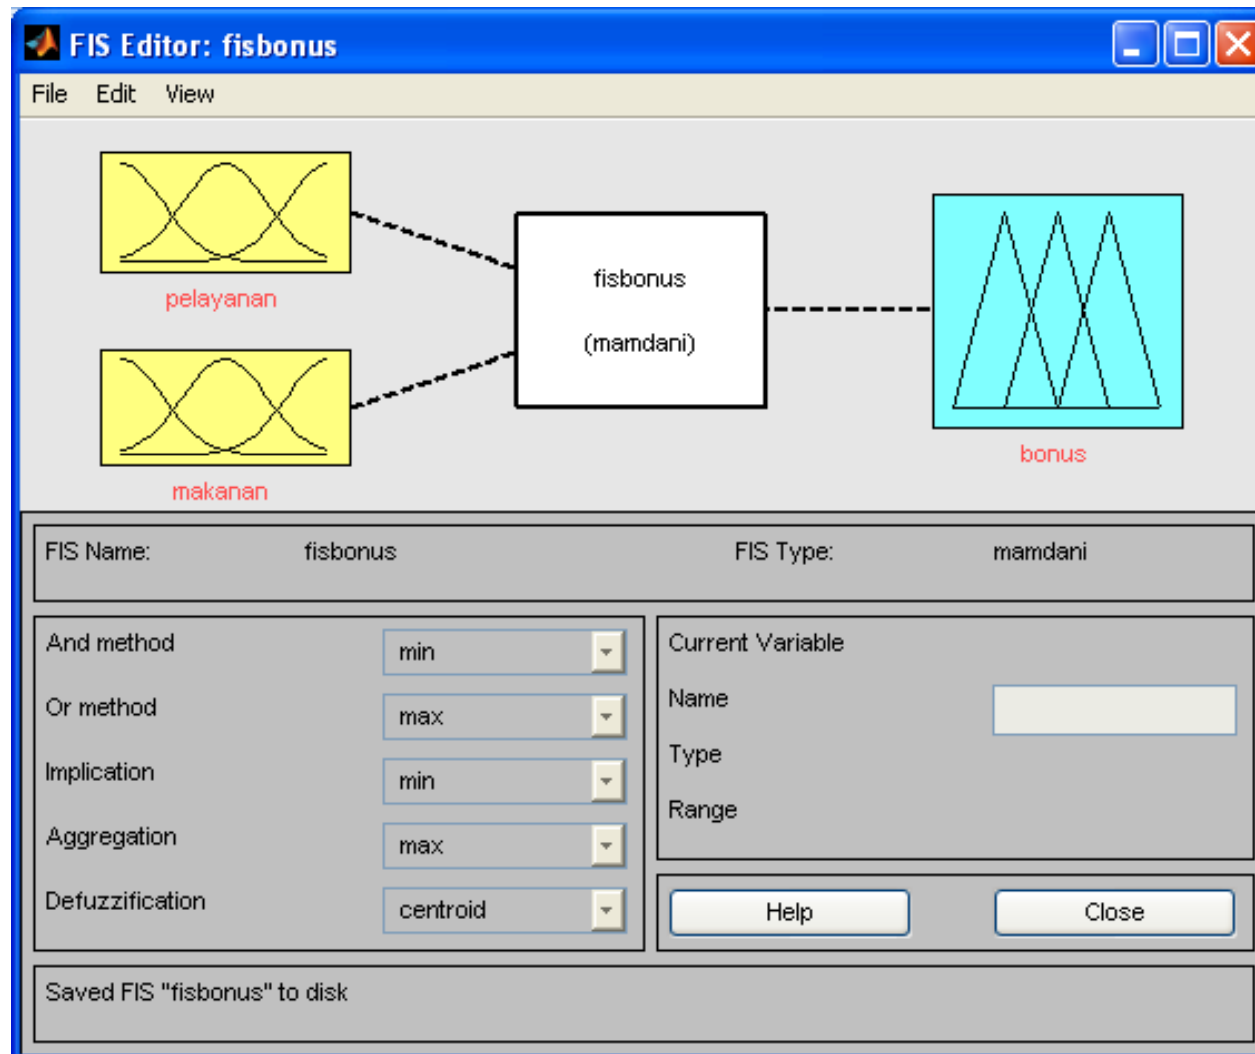 FIS Editor: fisbonus
File Edit View
pelayanan
makanan
fisbonus
(mamdani)
bonus
FIS Name: fisbonus FIS Type: mamdani
And method min
Or method max
Implication min
Aggregation max
Defuzzification centroid
Current Variable
Name
Type
Range
Help Close
Saved FIS "fisbonus" to disk